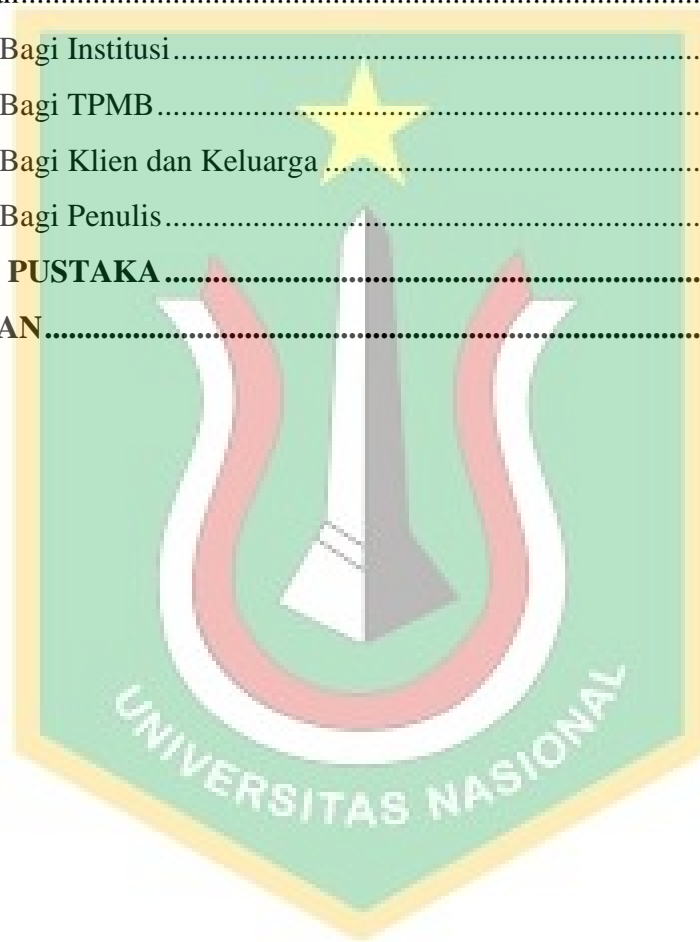 Bagi Institusi..........................................................................
Bagi TPMB............................................................................
Bagi Klien dan Keluarga ......................................................
Bagi Penulis...........................................................................
PUSTAKA...........................................................................
AN..........................................................................................
UNIVERSITAS NASIONAL